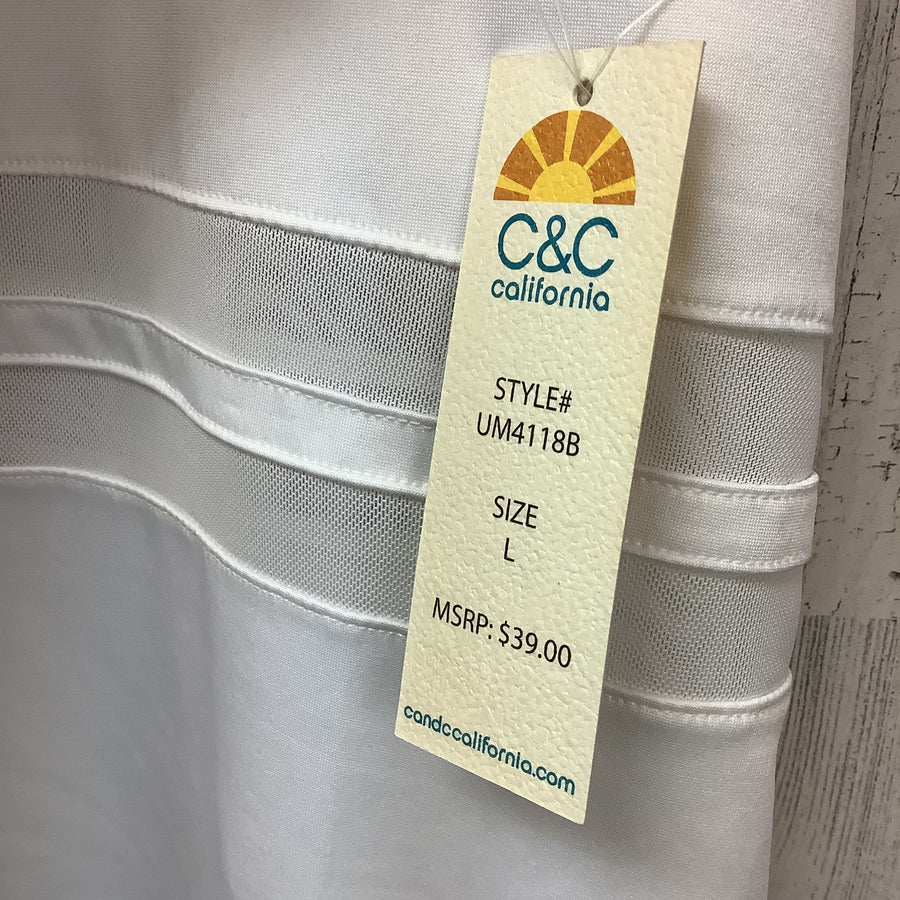 C&C
california
STYLE#
UM4118B
SIZE
L
MSRP: $39.00
candccalifornia.com